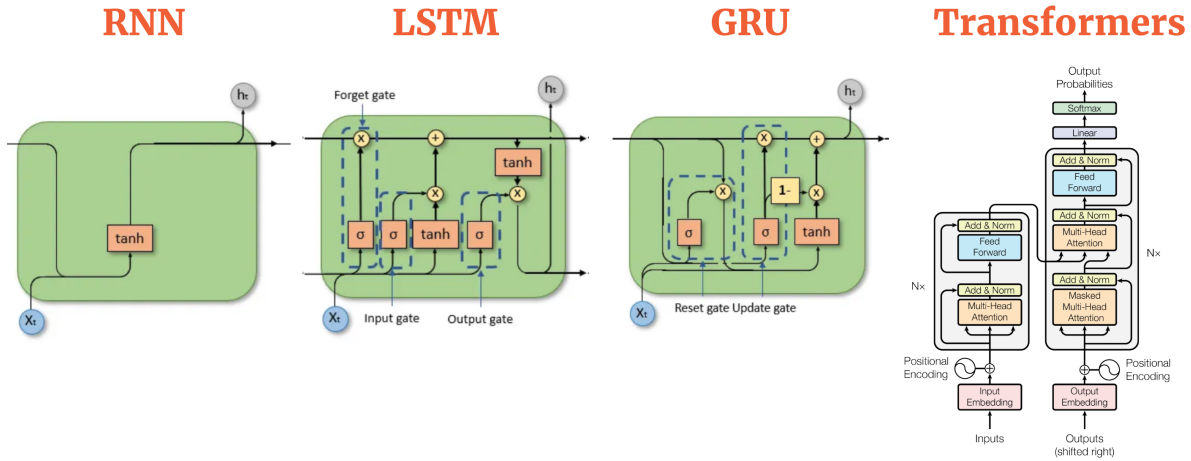 RNN
LSTM
GRU
Transformers
ht
tanh
Xt
Forget gate
ht
x
+
tanh
x
x
σ
σ
tanh
σ
Xt
Input gate
Output gate
ht
x
+
x
1-
x
σ
σ
tanh
Xt
Reset gate
Update gate
Output
Probabilities
Softmax
Linear
Add & Norm
Feed
Forward
Add & Norm
Multi-Head
Attention
Add & Norm
Masked
Multi-Head
Attention
Nx
Add & Norm
Feed
Forward
Add & Norm
Multi-Head
Attention
Nx
Positional
Encoding
+
Input
Embedding
Inputs
+
Positional
Encoding
Output
Embedding
Outputs
(shifted right)